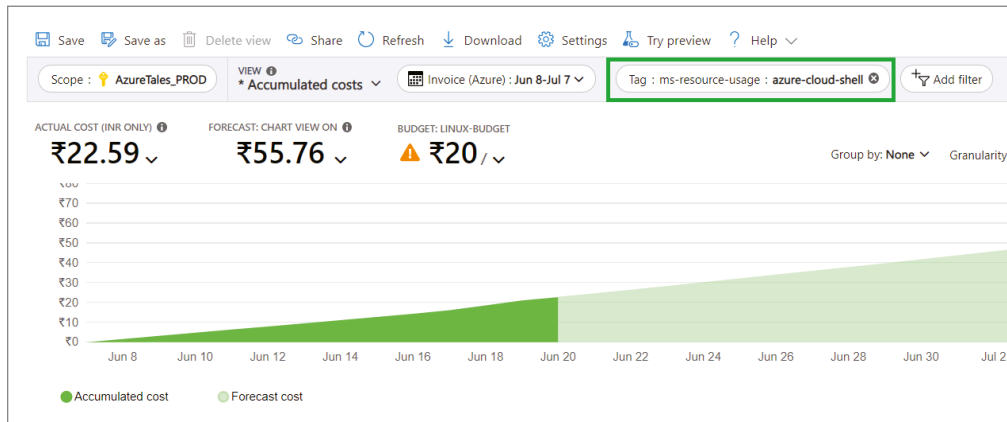 Save Save as Delete view Share Refresh Download Settings Try preview ? Help
Scope : AzureTales_PROD
VIEW
* Accumulated costs
Invoice (Azure) : Jun 8-Jul 7
Tag : ms-resource-usage : azure-cloud-shell
Add filter
ACTUAL COST (INR ONLY) FORECAST: CHART VIEW ON BUDGET: LINUX-BUDGET
₹22.59 ₹55.76 ₹20 /
Group by: None Granularity
₹80
₹70
₹60
₹50
₹40
₹30
₹20
₹10
₹0
Jun 8 Jun 10 Jun 12 Jun 14 Jun 16 Jun 18 Jun 20 Jun 22 Jun 24 Jun 26 Jun 28 Jun 30 Jul 2
Accumulated cost Forecast cost